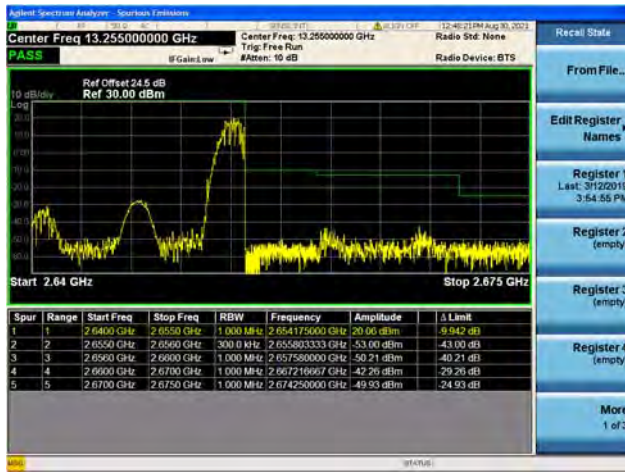 Agilent Spectrum Analyzer - Spurious Emissions
12:48:21 PM Aug 30, 2021
Center Freq 13.255000000 GHz
Center Freq: 13.255000000 GHz
Radio Std: None
Trig: Free Run
PASS
IFGain:Low
#Atten: 10 dB
Radio Device: BTS
Ref Offset 24.5 dB
10 dB/div
Ref 30.00 dBm
Log
Start 2.64 GHz
Stop 2.675 GHz
Spur Range Start Freq Stop Freq RBW Frequency Amplitude Δ Limit
1 1 2.6400 GHz 2.6550 GHz 1.000 MHz 2.654175000 GHz 20.06 dBm -9.942 dB
2 2 2.6550 GHz 2.6560 GHz 300.0 kHz 2.655803333 GHz -53.00 dBm -43.00 dB
3 3 2.6560 GHz 2.6600 GHz 1.000 MHz 2.657580000 GHz -50.21 dBm -40.21 dB
4 4 2.6600 GHz 2.6700 GHz 1.000 MHz 2.667216667 GHz -42.26 dBm -29.26 dB
5 5 2.6700 GHz 2.6750 GHz 1.000 MHz 2.674250000 GHz -49.93 dBm -24.93 dB
MSG
STATUS
Recall State
From File...
Edit Register
Names
Register 1
Last: 3/12/2019
3:54:55 PM
Register 2
(empty
Register 3
(empty
Register 4
(empty
More
1 of